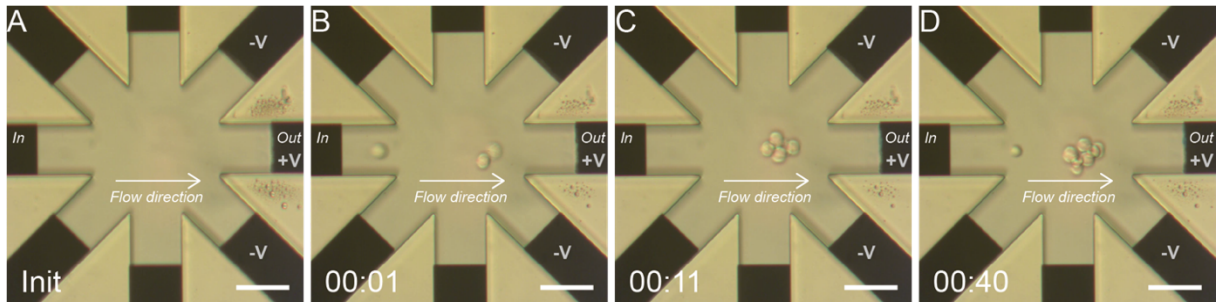 A
-V
In
Out
+V
Flow direction
-V
Init
B
-V
In
Out
+V
Flow direction
-V
00:01
C
-V
In
Out
+V
Flow direction
-V
00:11
D
-V
In
Out
+V
Flow direction
-V
00:40